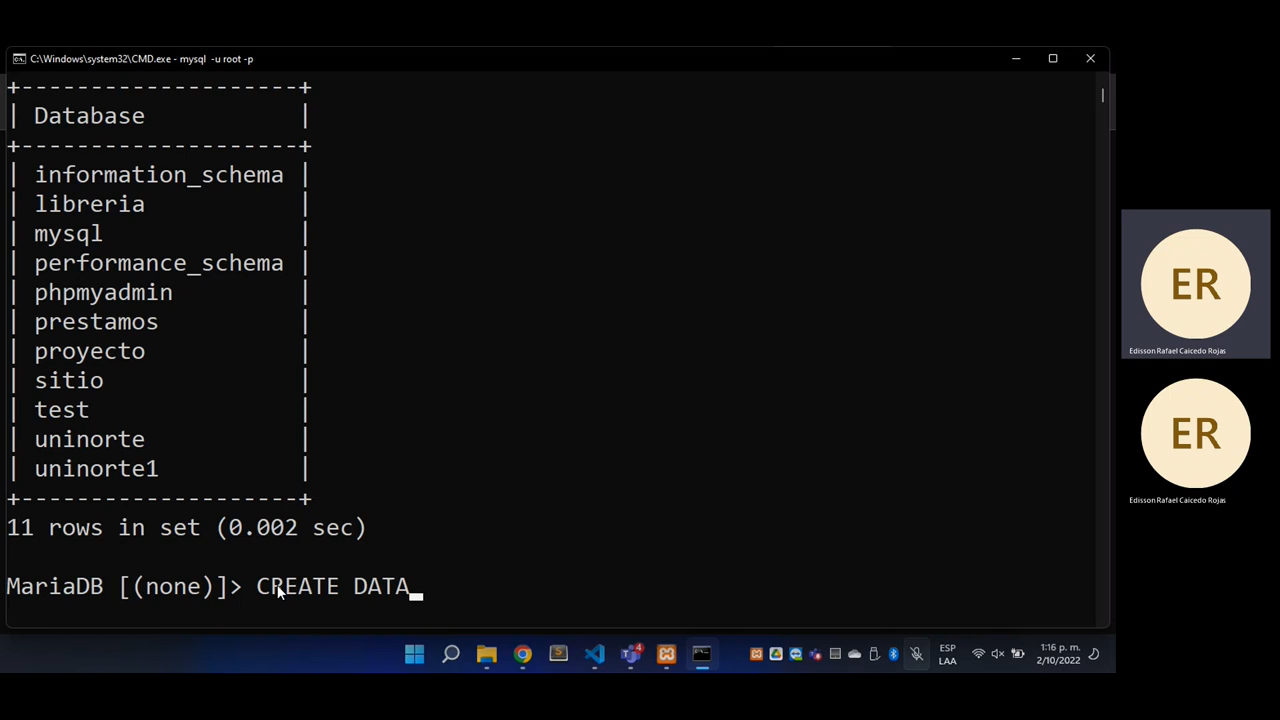 C:\Windows\system32\CMD.exe - mysql -u root -p
+--------------------+
| Database           |
+--------------------+
| information_schema |
| libreria           |
| mysql              |
| performance_schema |
| phpmyadmin         |
| prestamos          |
| proyecto           |
| sitio              |
| test               |
| uninorte           |
| uninorte1          |
+--------------------+
11 rows in set (0.002 sec)
MariaDB [(none)]> CREATE DATA_
ER
Edisson Rafael Caicedo Rojas
ER
Edisson Rafael Caicedo Rojas
4
ESP
LAA
1:16 p. m.
2/10/2022